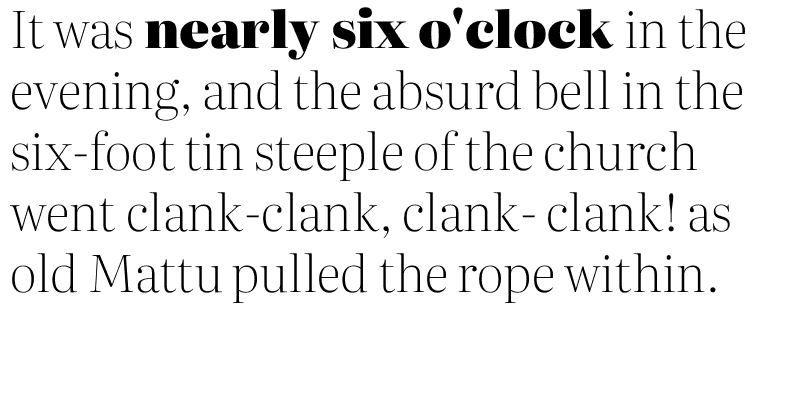 It was nearly six o'clock in the
evening, and the absurd bell in the
six-foot tin steeple of the church
went clank-clank, clank- clank! as
old Mattu pulled the rope within.